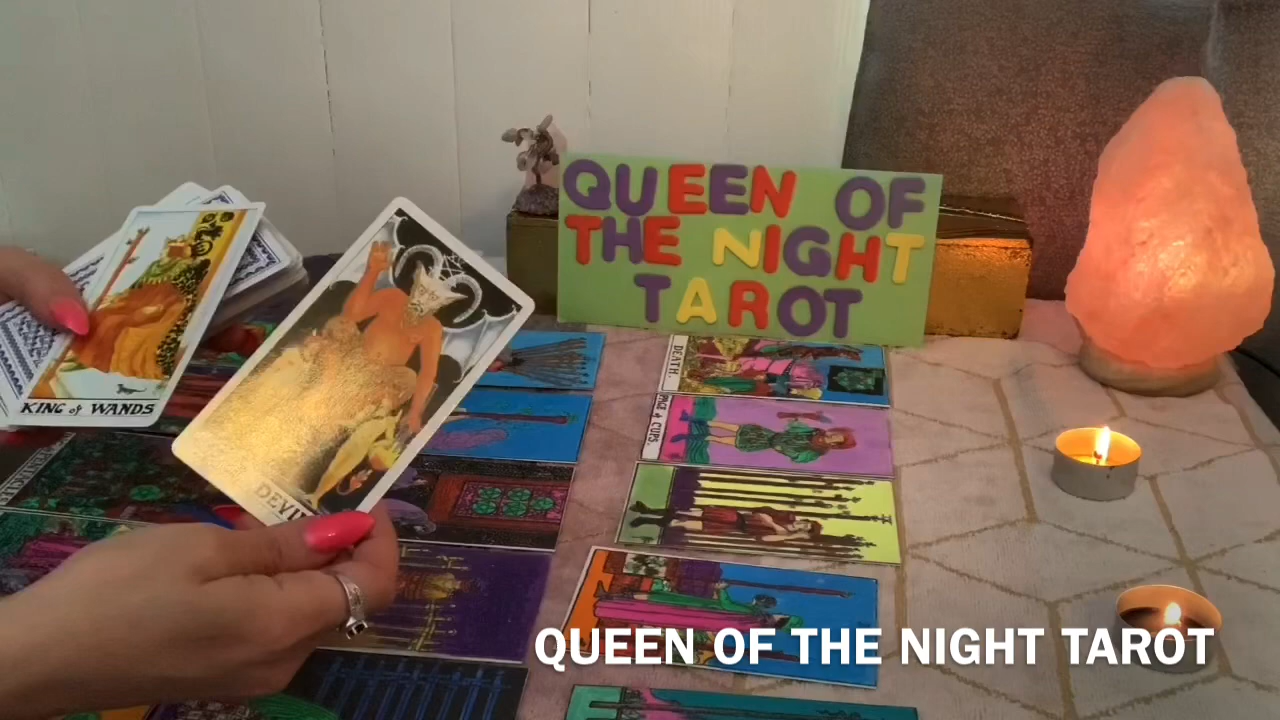 QUEEN OF
THE NIGHT
TAROT
KING of WANDS
DEVIL
DEATH.
PAGE of CUPS.
QUEEN OF THE NIGHT TAROT